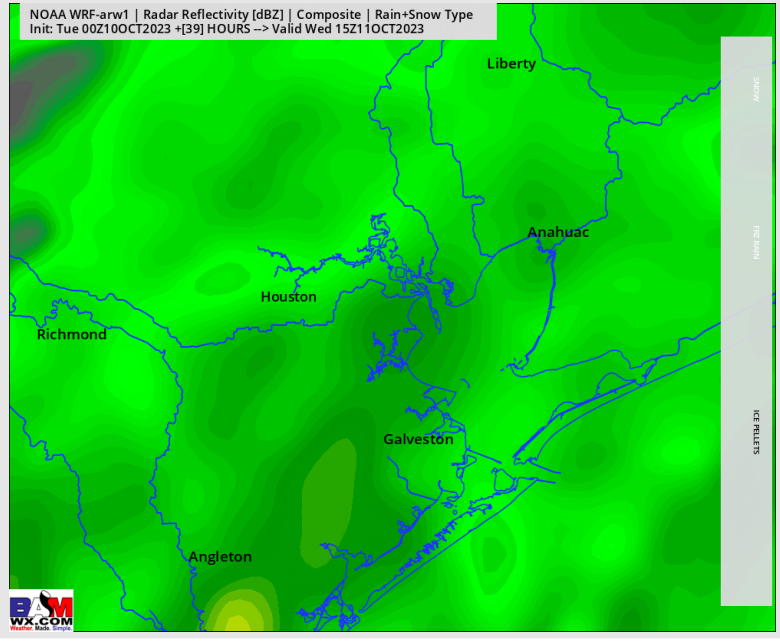 NOAA WRF-arw1 | Radar Reflectivity [dBZ] | Composite | Rain+Snow Type
Init: Tue 00Z10OCT2023 +[39] HOURS --> Valid Wed 15Z11OCT2023
Liberty
SNOW
Anahuac
FRZ RAIN
Houston
Richmond
Galveston
ICE PELLETS
Angleton
BAM
WX.COM
Weather. Made. Simple.